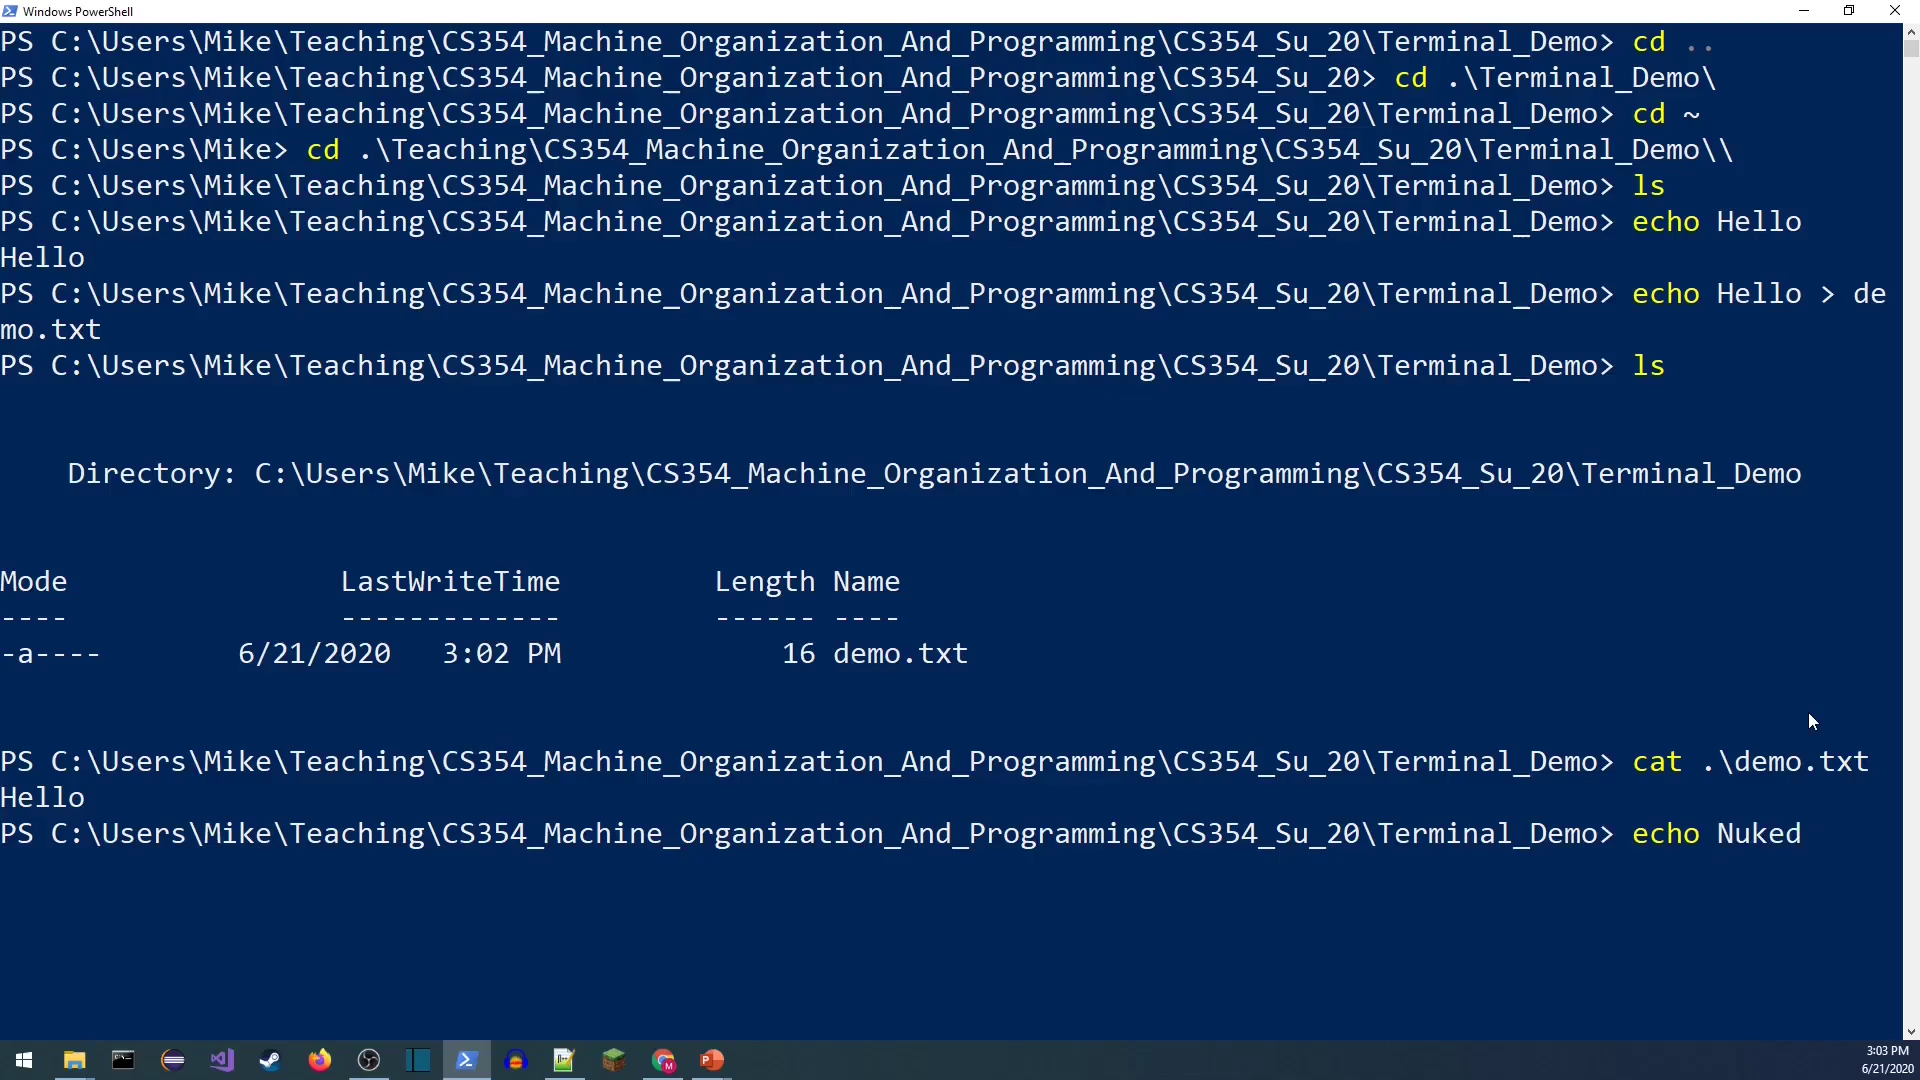 Windows PowerShell
PS C:\Users\Mike\Teaching\CS354_Machine_Organization_And_Programming\CS354_Su_20\Terminal_Demo> cd ..
PS C:\Users\Mike\Teaching\CS354_Machine_Organization_And_Programming\CS354_Su_20> cd .\Terminal_Demo\
PS C:\Users\Mike\Teaching\CS354_Machine_Organization_And_Programming\CS354_Su_20\Terminal_Demo> cd ~
PS C:\Users\Mike> cd .\Teaching\CS354_Machine_Organization_And_Programming\CS354_Su_20\Terminal_Demo\\
PS C:\Users\Mike\Teaching\CS354_Machine_Organization_And_Programming\CS354_Su_20\Terminal_Demo> ls
PS C:\Users\Mike\Teaching\CS354_Machine_Organization_And_Programming\CS354_Su_20\Terminal_Demo> echo Hello
Hello
PS C:\Users\Mike\Teaching\CS354_Machine_Organization_And_Programming\CS354_Su_20\Terminal_Demo> echo Hello > de
mo.txt
PS C:\Users\Mike\Teaching\CS354_Machine_Organization_And_Programming\CS354_Su_20\Terminal_Demo> ls
Directory: C:\Users\Mike\Teaching\CS354_Machine_Organization_And_Programming\CS354_Su_20\Terminal_Demo
Mode LastWriteTime Length Name
---- ------------- ------ ----
-a---- 6/21/2020 3:02 PM 16 demo.txt
PS C:\Users\Mike\Teaching\CS354_Machine_Organization_And_Programming\CS354_Su_20\Terminal_Demo> cat .\demo.txt
Hello
PS C:\Users\Mike\Teaching\CS354_Machine_Organization_And_Programming\CS354_Su_20\Terminal_Demo> echo Nuked
3:03 PM
6/21/2020